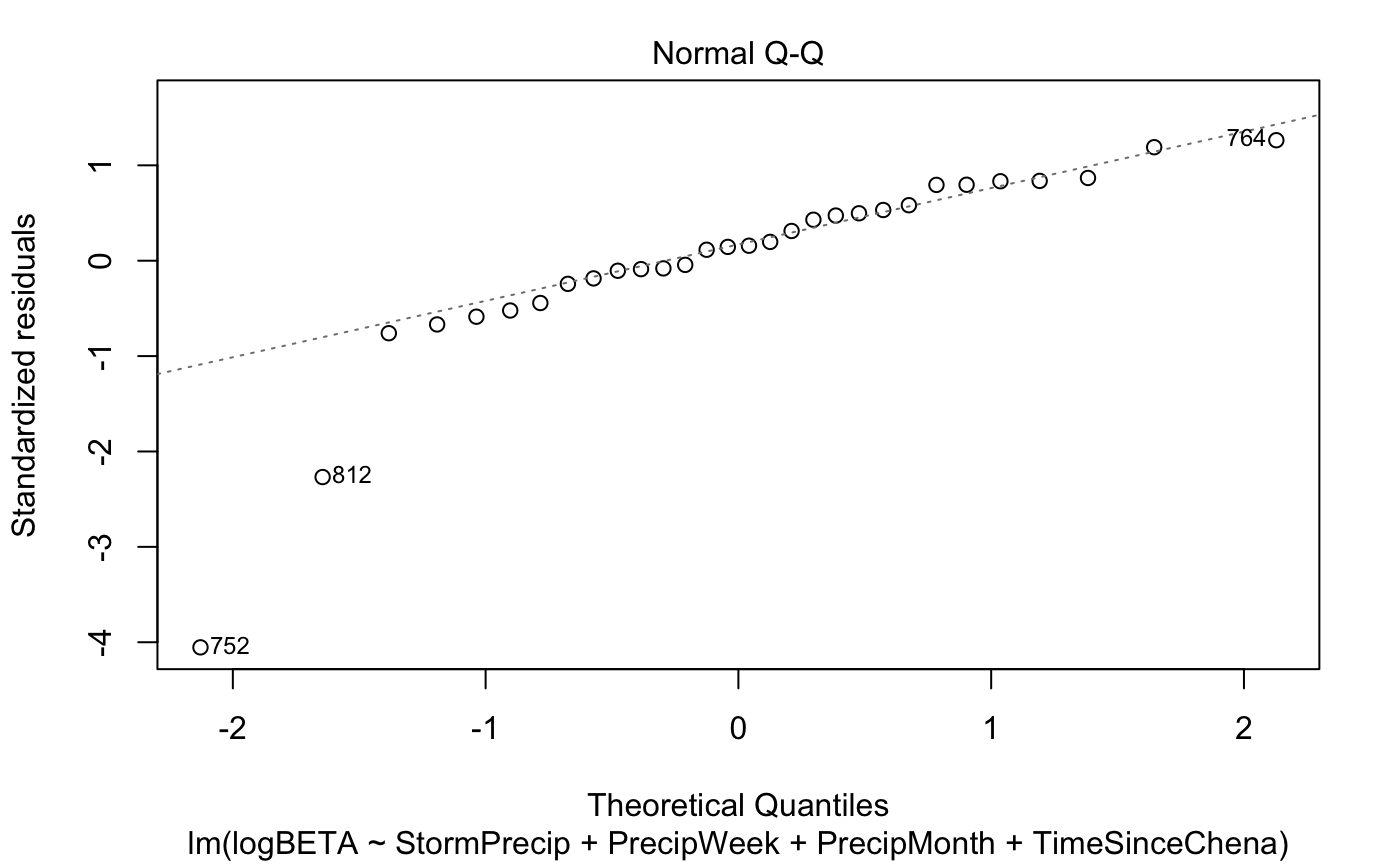 Normal Q-Q
Standardized residuals
1
0
-1
-2
-3
-4
764
812
752
-2 -1 0 1 2
Theoretical Quantiles
lm(logBETA ~ StormPrecip + PrecipWeek + PrecipMonth + TimeSinceChena)